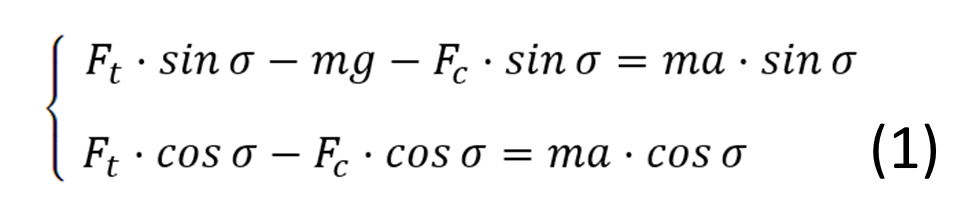 F_t · sin σ − mg − F_c · sin σ = ma · sin σ
F_t · cos σ − F_c · cos σ = ma · cos σ (1)